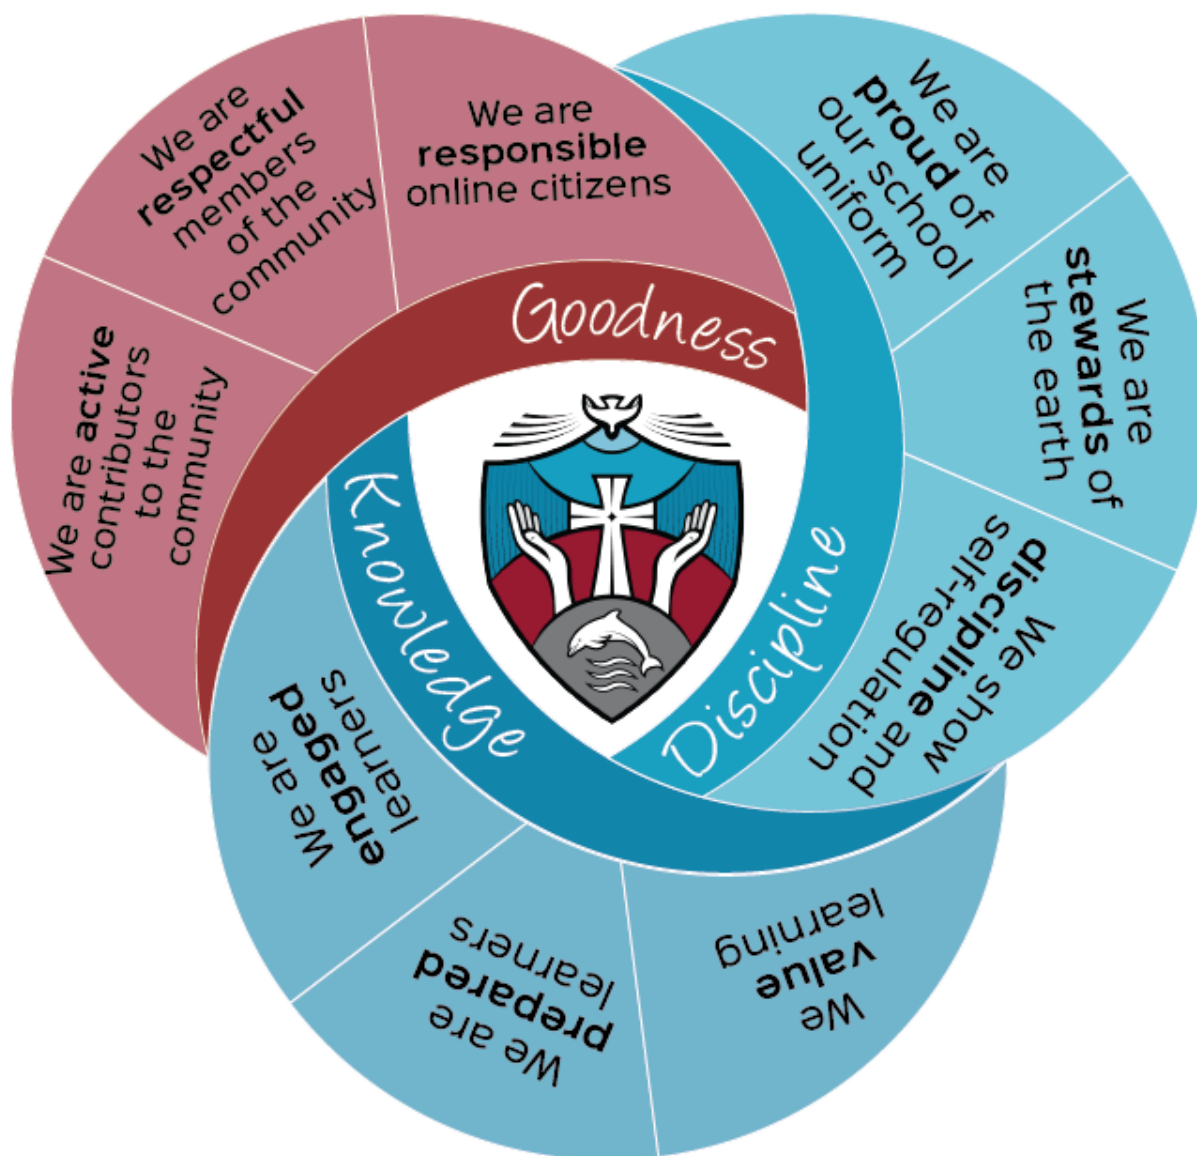 Goodness
We are active
contributors
to the
community
We are
respectful
members
of the
community
We are
responsible
online citizens
Discipline
We are
proud of
our school
uniform
We are
stewards of
the earth
We show
discipline and
self-regulation
Knowledge
We
value
learning
We are
prepared
learners
We are
engaged
learners